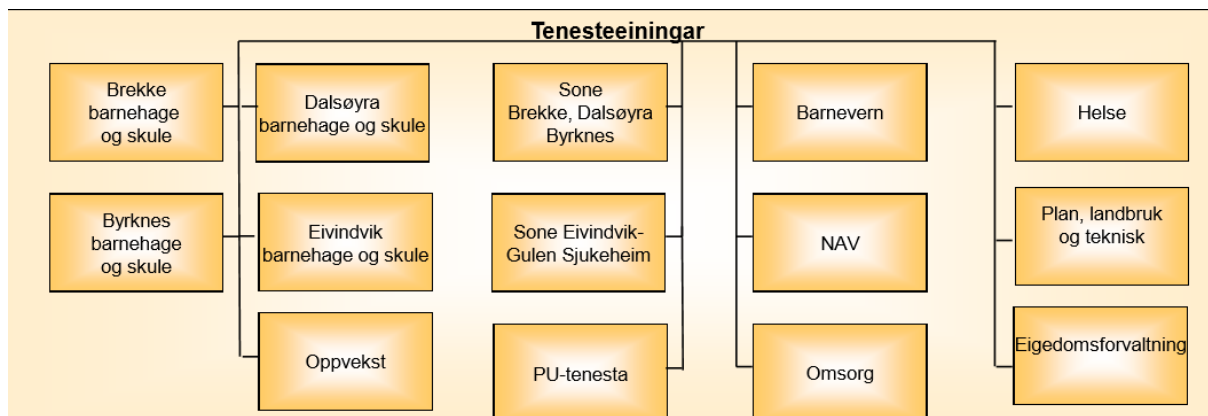 Tenesteeiningar
Brekke
barnehage
og skule
Dalsøyra
barnehage og skule
Sone
Brekke, Dalsøyra
Byrknes
Barnevern
Helse
Byrknes
barnehage
og skule
Eivindvik
barnehage og skule
Sone Eivindvik-
Gulen Sjukeheim
NAV
Plan, landbruk
og teknisk
Oppvekst
PU-tenesta
Omsorg
Eigedomsforvaltning